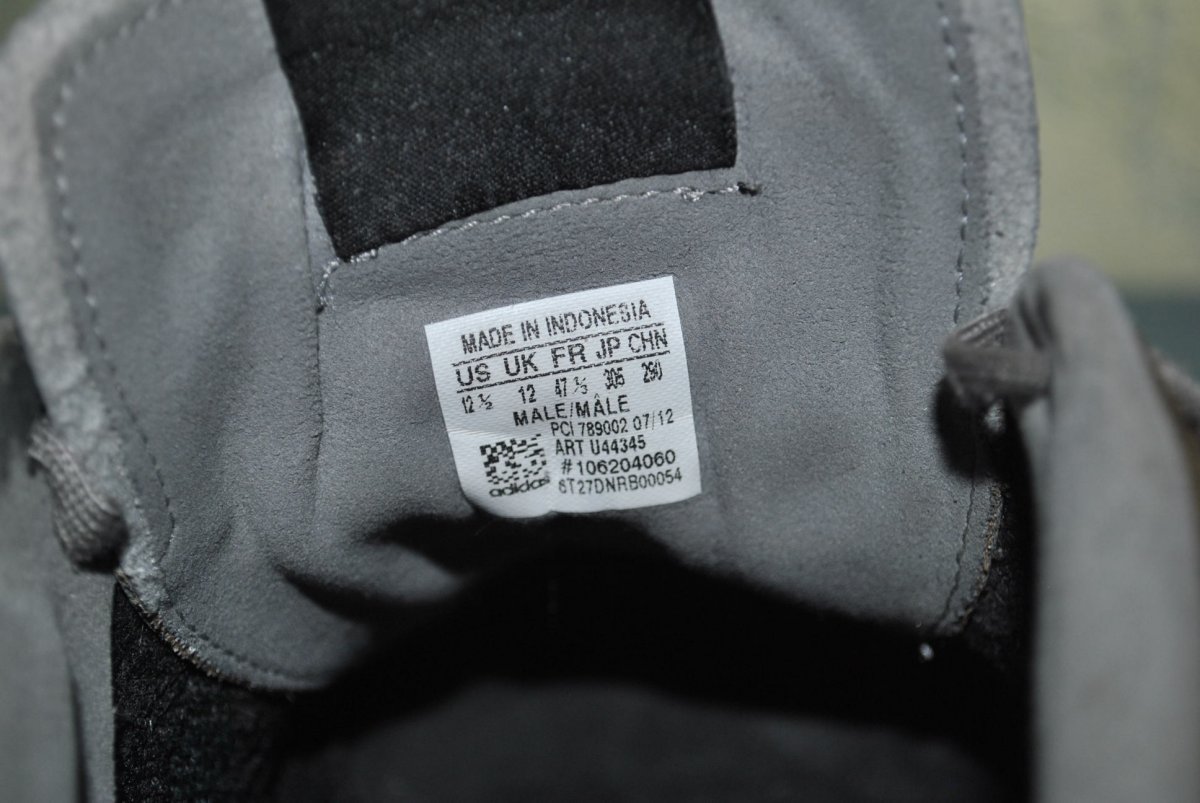 MADE IN INDONESIA
US UK FR JP CHN
12 ½ 12 47 ⅓ 305 290
MALE/MÂLE
PCI 789002 07/12
ART U44345
#106204060
adidas 6T27DNRB00054